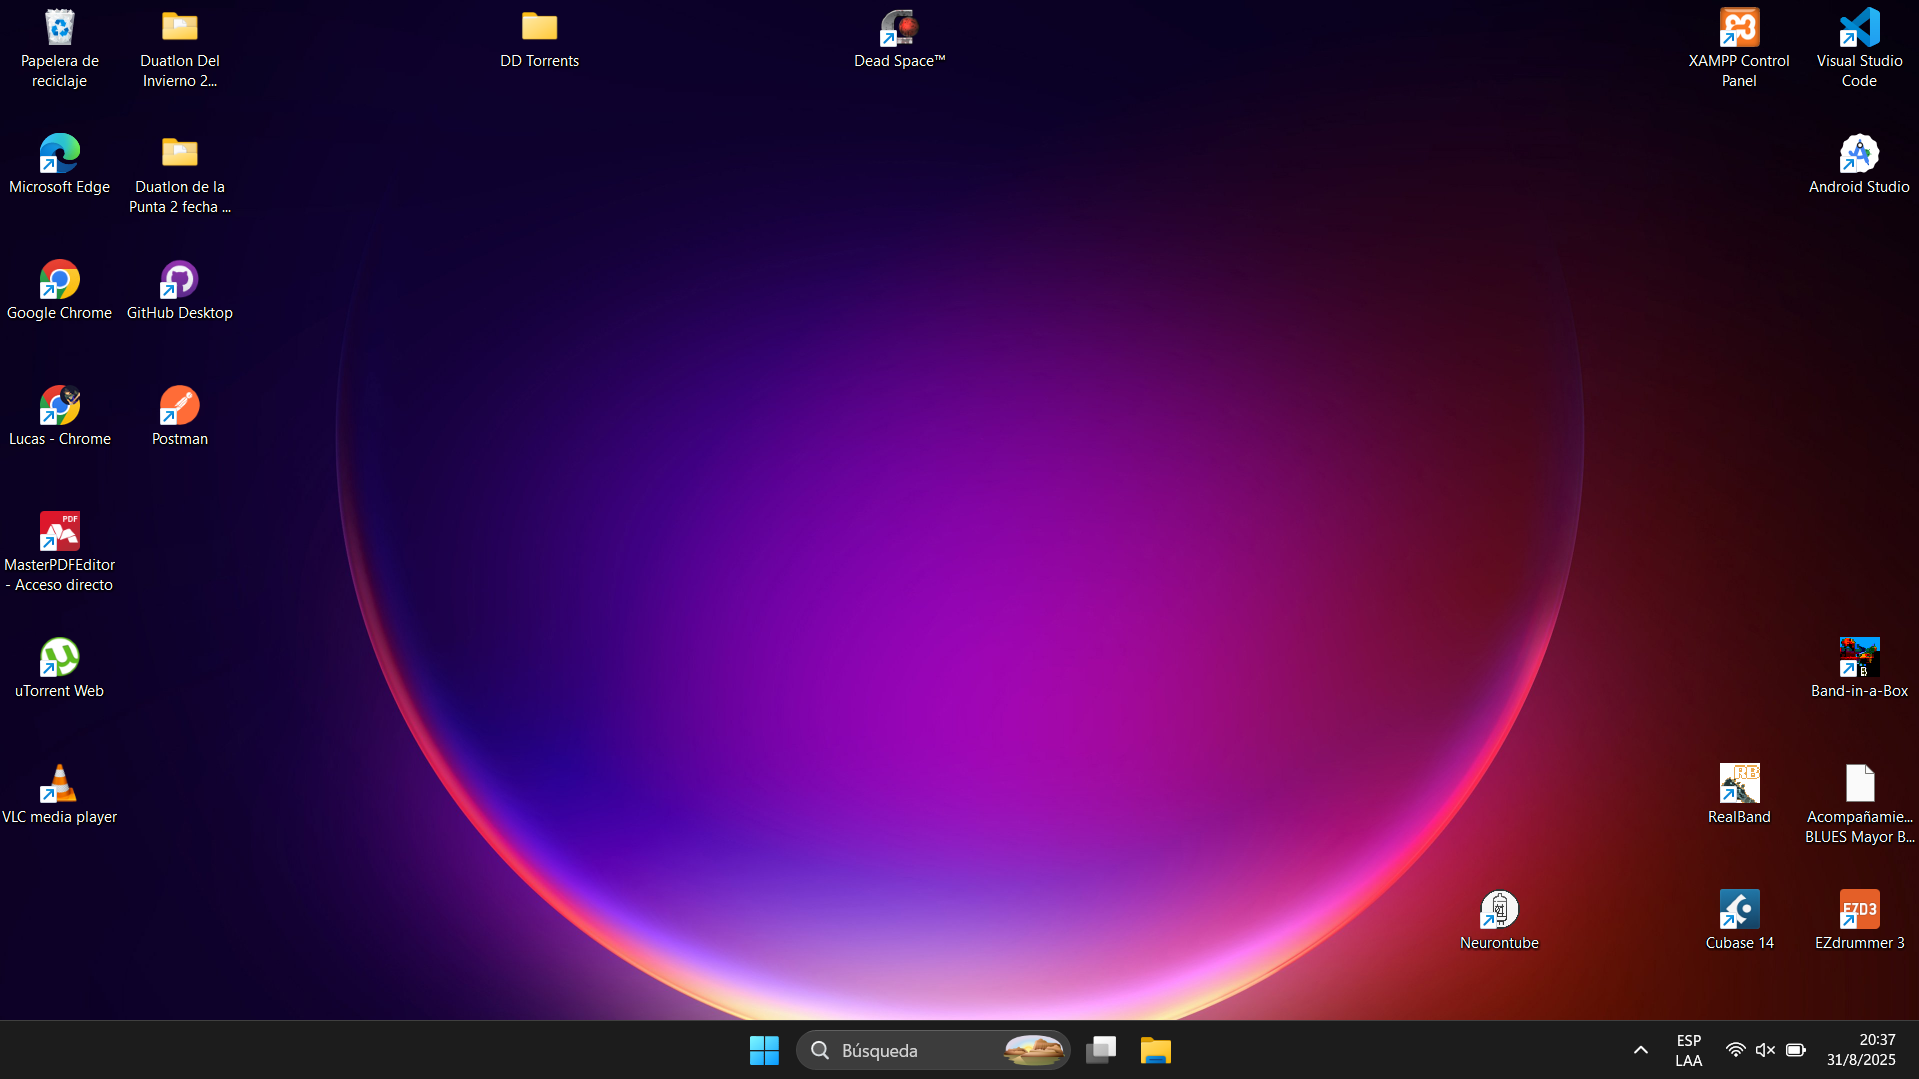 Papelera de
reciclaje
Duatlon Del
Invierno 2...
DD Torrents
Dead Space™
XAMPP Control
Panel
Visual Studio
Code
Microsoft Edge
Duatlon de la
Punta 2 fecha ...
Android Studio
Google Chrome
GitHub Desktop
Lucas - Chrome
Postman
PDF
MasterPDFEditor
- Acceso directo
uTorrent Web
Band-in-a-Box
VLC media player
RB
RealBand
Acompañamie...
BLUES Mayor B...
Neurontube
Cubase 14
EZD3
EZdrummer 3
Búsqueda
ESP
LAA
20:37
31/8/2025